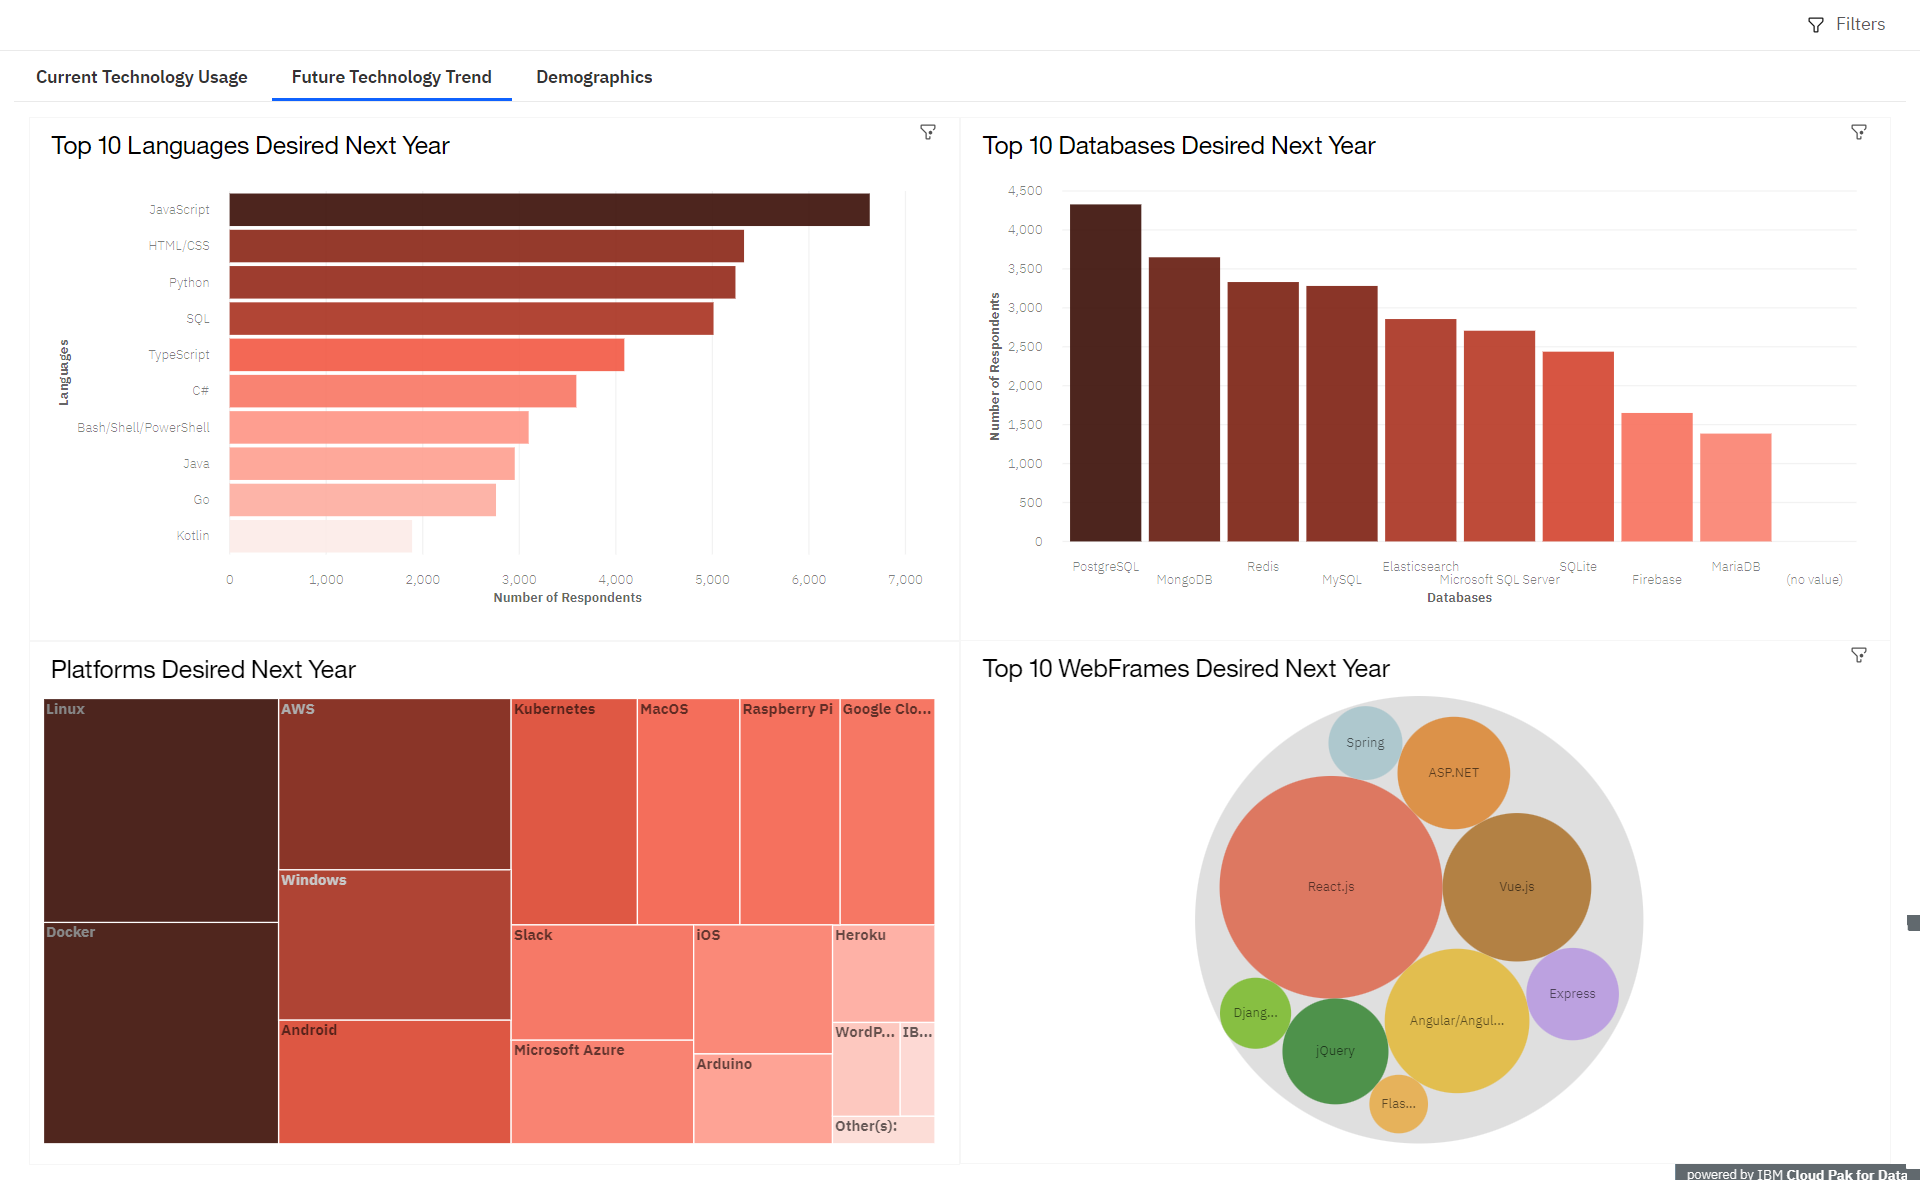 Filters
Current Technology Usage
Future Technology Trend
Demographics
Top 10 Languages Desired Next Year
JavaScript
HTML/CSS
Python
SQL
TypeScript
C#
Bash/Shell/PowerShell
Java
Go
Kotlin
Languages
0 1,000 2,000 3,000 4,000 5,000 6,000 7,000
Number of Respondents
Top 10 Databases Desired Next Year
4,500
4,000
3,500
3,000
2,500
2,000
1,500
1,000
500
0
Number of Respondents
PostgreSQL Redis Elasticsearch SQLite MariaDB
MongoDB MySQL Microsoft SQL Server Firebase (no value)
Databases
Platforms Desired Next Year
Linux
AWS
Kubernetes
MacOS
Raspberry Pi
Google Clo...
Windows
Docker
Slack
iOS
Heroku
Android
WordP...
IB...
Microsoft Azure
Arduino
Other(s):
Top 10 WebFrames Desired Next Year
Spring
ASP.NET
React.js
Vue.js
Express
Djang...
Angular/Angul...
jQuery
Flas...
powered by IBM Cloud Pak for Data